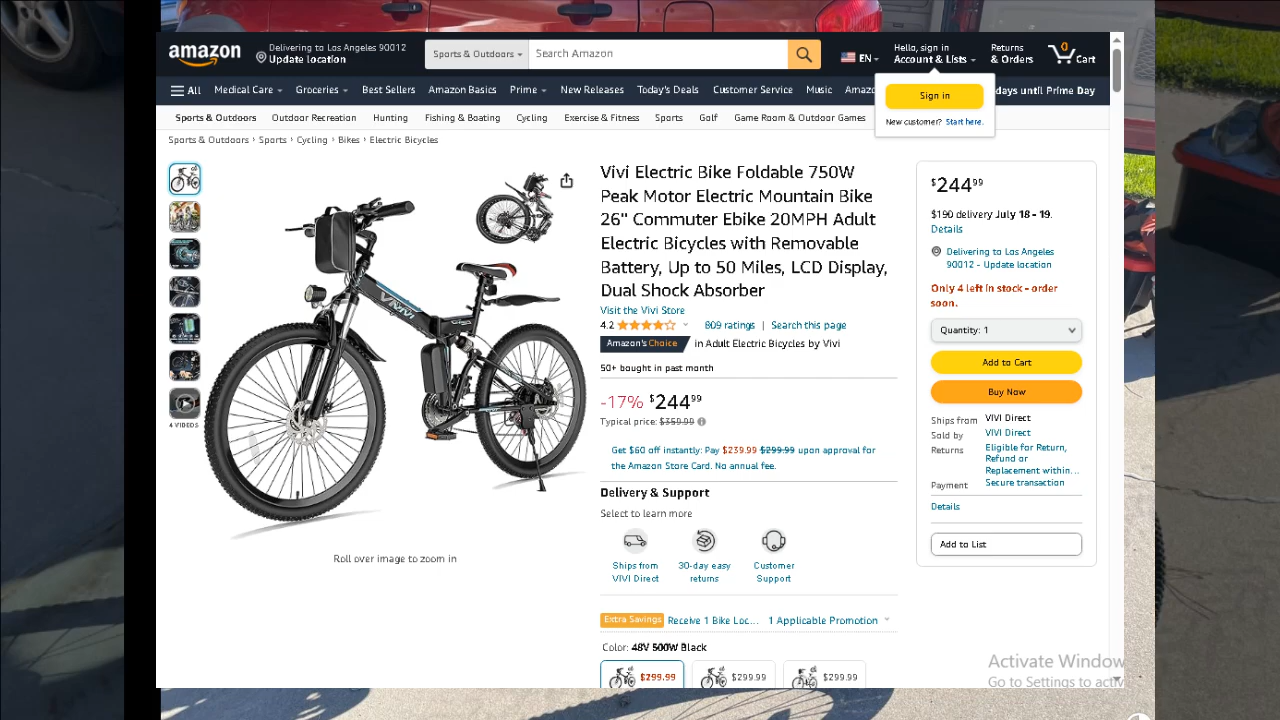 amazon
Delivering to Los Angeles 90012
Update location
Sports & Outdoors
Search Amazon
EN
Hello, sign in
Account & Lists
Returns
& Orders
0
Cart
All
Medical Care
Groceries
Best Sellers
Amazon Basics
Prime
New Releases
Today's Deals
Customer Service
Music
Amaz
days until Prime Day
Sign in
New customer? Start here.
Sports & Outdoors
Outdoor Recreation
Hunting
Fishing & Boating
Cycling
Exercise & Fitness
Sports
Golf
Game Room & Outdoor Games
Sports & Outdoors › Sports › Cycling › Bikes › Electric Bicycles
4 VIDEOS
VIVI
Roll over image to zoom in
Vivi Electric Bike Foldable 750W
Peak Motor Electric Mountain Bike
26" Commuter Ebike 20MPH Adult
Electric Bicycles with Removable
Battery, Up to 50 Miles, LCD Display,
Dual Shock Absorber
Visit the Vivi Store
4.2
809 ratings | Search this page
Amazon's Choice in Adult Electric Bicycles by Vivi
50+ bought in past month
-17% $244.99
Typical price: $359.99
Get $60 off instantly: Pay $239.99 $299.99 upon approval for
the Amazon Store Card. No annual fee.
Delivery & Support
Select to learn more
Ships from
VIVI Direct
30-day easy
returns
Customer
Support
Extra Savings Receive 1 Bike Loc... 1 Applicable Promotion
Color: 48V 500W Black
$299.99
$299.99
$299.99
$244.99
$190 delivery July 18 - 19.
Details
Delivering to Los Angeles
90012 - Update location
Only 4 left in stock - order
soon.
Quantity: 1
Add to Cart
Buy Now
Ships from VIVI Direct
Sold by VIVI Direct
Returns Eligible for Return,
Refund or
Replacement within...
Payment Secure transaction
Details
Add to List
Activate Window
Go to Settings to activ